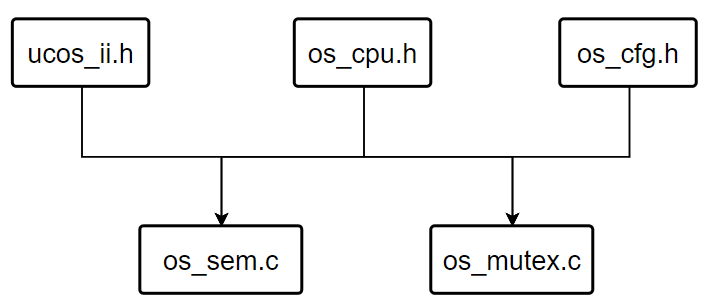 ucos_ii.h
os_cpu.h
os_cfg.h
os_sem.c
os_mutex.c